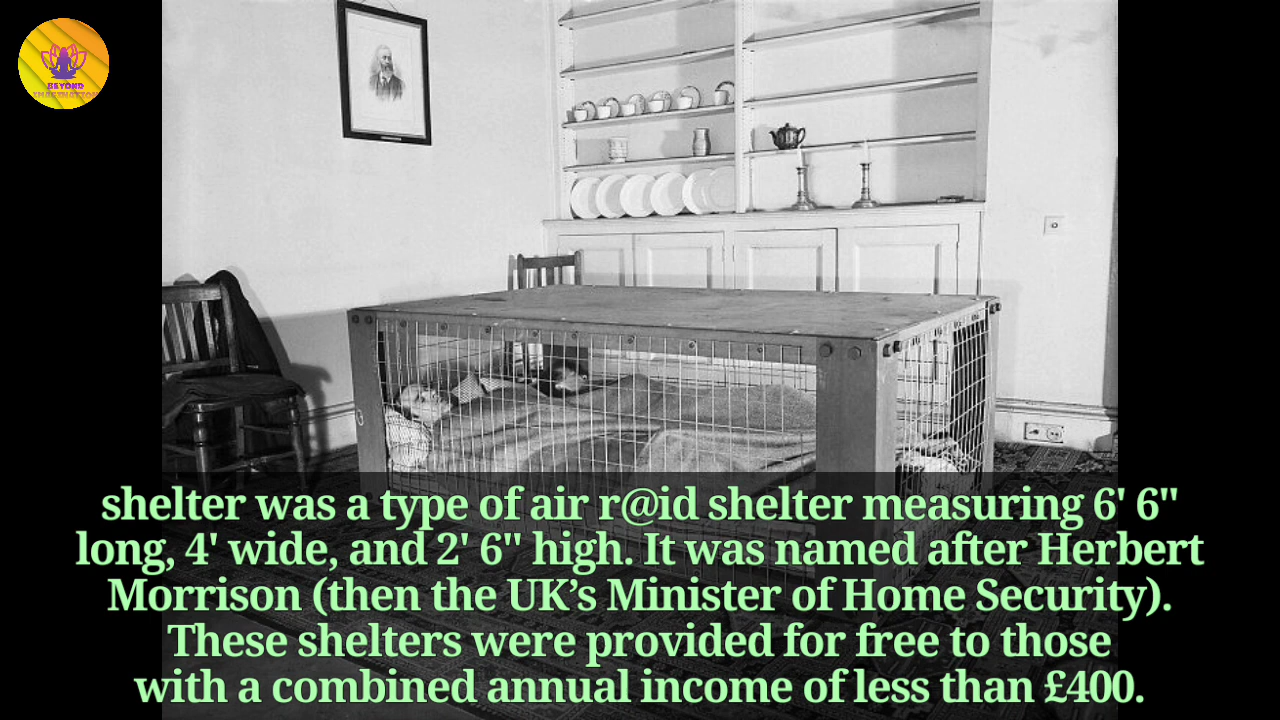 BEYOND
IMAGINATION
shelter was a type of air r@id shelter measuring 6' 6"
long, 4' wide, and 2' 6" high. It was named after Herbert
Morrison (then the UK’s Minister of Home Security).
These shelters were provided for free to those
with a combined annual income of less than £400.